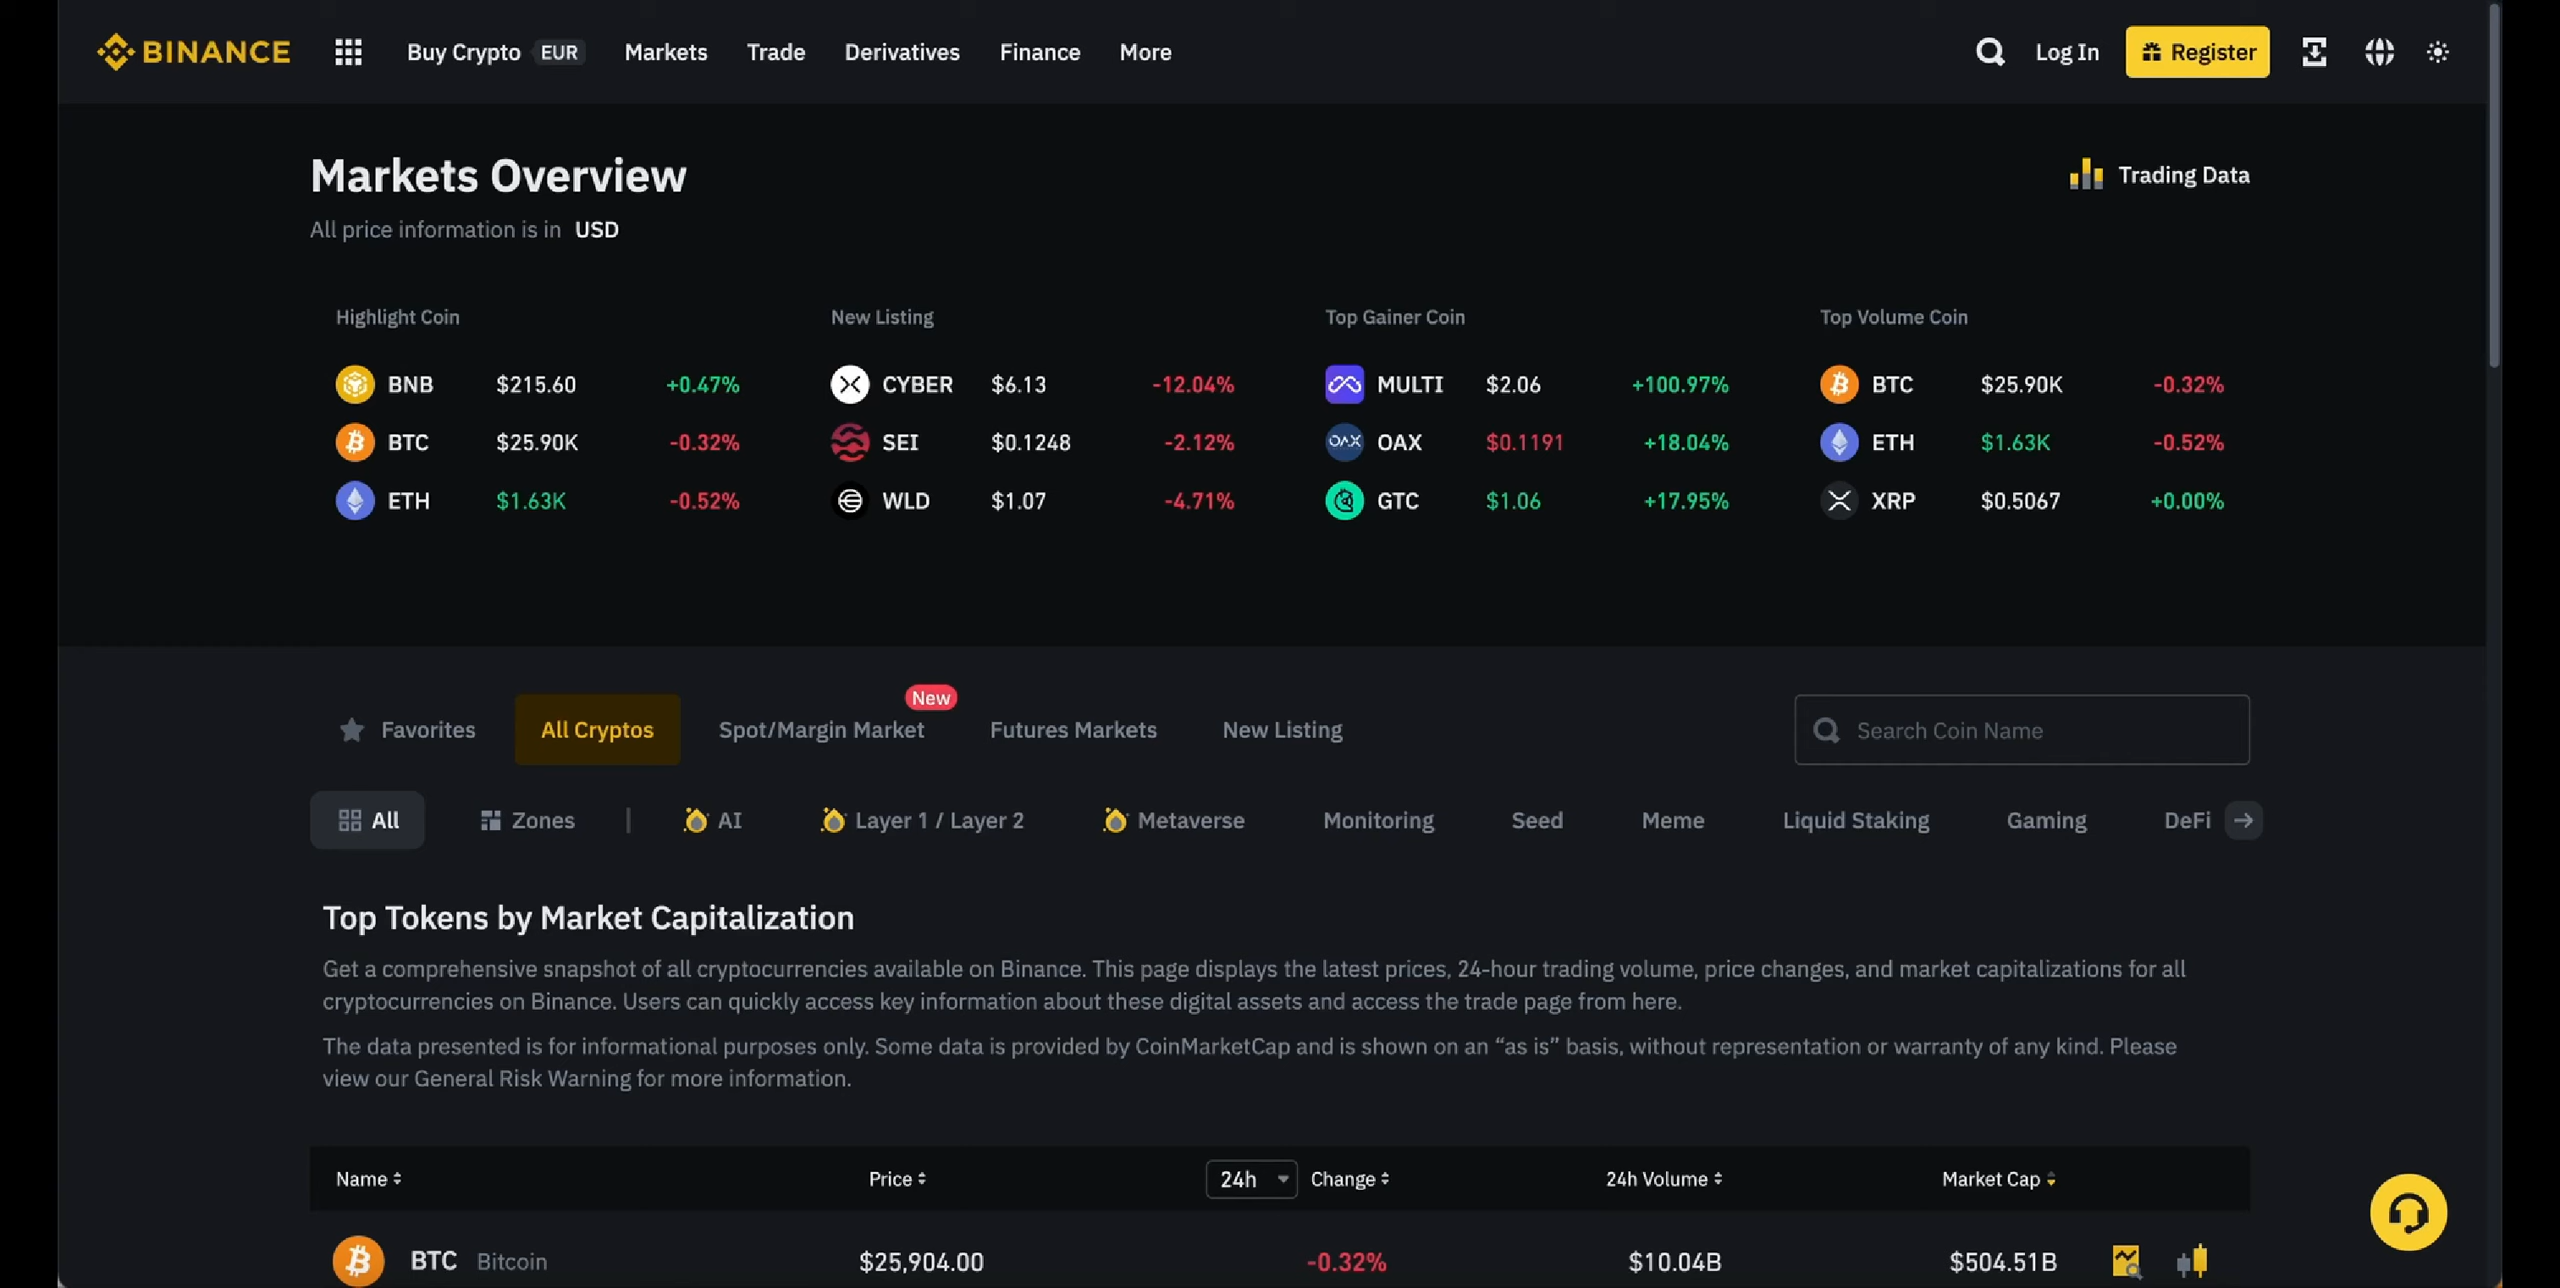 BINANCE Buy Crypto EUR Markets Trade Derivatives Finance More Log In Register
Markets Overview
Trading Data
All price information is in USD
Highlight Coin
BNB $215.60 +0.47%
BTC $25.90K -0.32%
ETH $1.63K -0.52%
New Listing
CYBER $6.13 -12.04%
SEI $0.1248 -2.12%
WLD $1.07 -4.71%
Top Gainer Coin
MULTI $2.06 +100.97%
OAX OAX $0.1191 +18.04%
GTC $1.06 +17.95%
Top Volume Coin
BTC $25.90K -0.32%
ETH $1.63K -0.52%
XRP $0.5067 +0.00%
New
Favorites All Cryptos Spot/Margin Market Futures Markets New Listing Search Coin Name
All Zones | AI Layer 1 / Layer 2 Metaverse Monitoring Seed Meme Liquid Staking Gaming DeFi
Top Tokens by Market Capitalization
Get a comprehensive snapshot of all cryptocurrencies available on Binance. This page displays the latest prices, 24-hour trading volume, price changes, and market capitalizations for all
cryptocurrencies on Binance. Users can quickly access key information about these digital assets and access the trade page from here.
The data presented is for informational purposes only. Some data is provided by CoinMarketCap and is shown on an “as is” basis, without representation or warranty of any kind. Please
view our General Risk Warning for more information.
Name Price 24h Change 24h Volume Market Cap
BTC Bitcoin $25,904.00 -0.32% $10.04B $504.51B